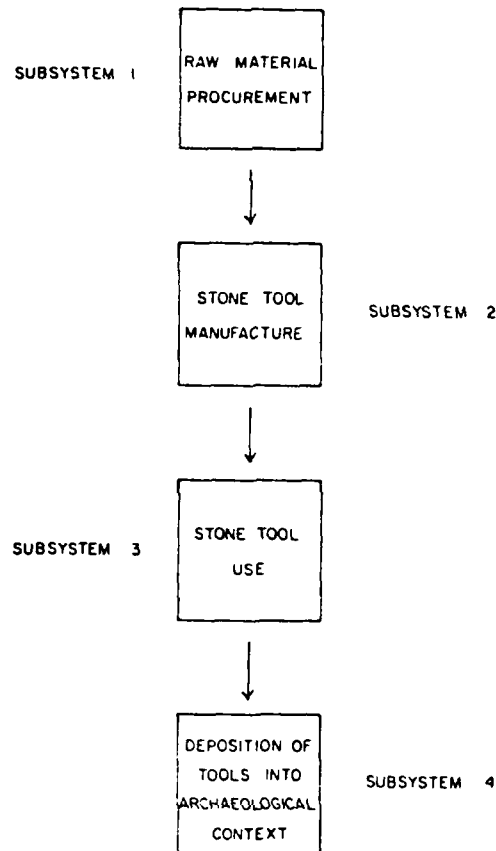 SUBSYSTEM 1
RAW MATERIAL
PROCUREMENT
STONE TOOL
MANUFACTURE
SUBSYSTEM 2
SUBSYSTEM 3
STONE TOOL
USE
DEPOSITION OF
TOOLS INTO
ARCHAEOLOGICAL
CONTEXT
SUBSYSTEM 4